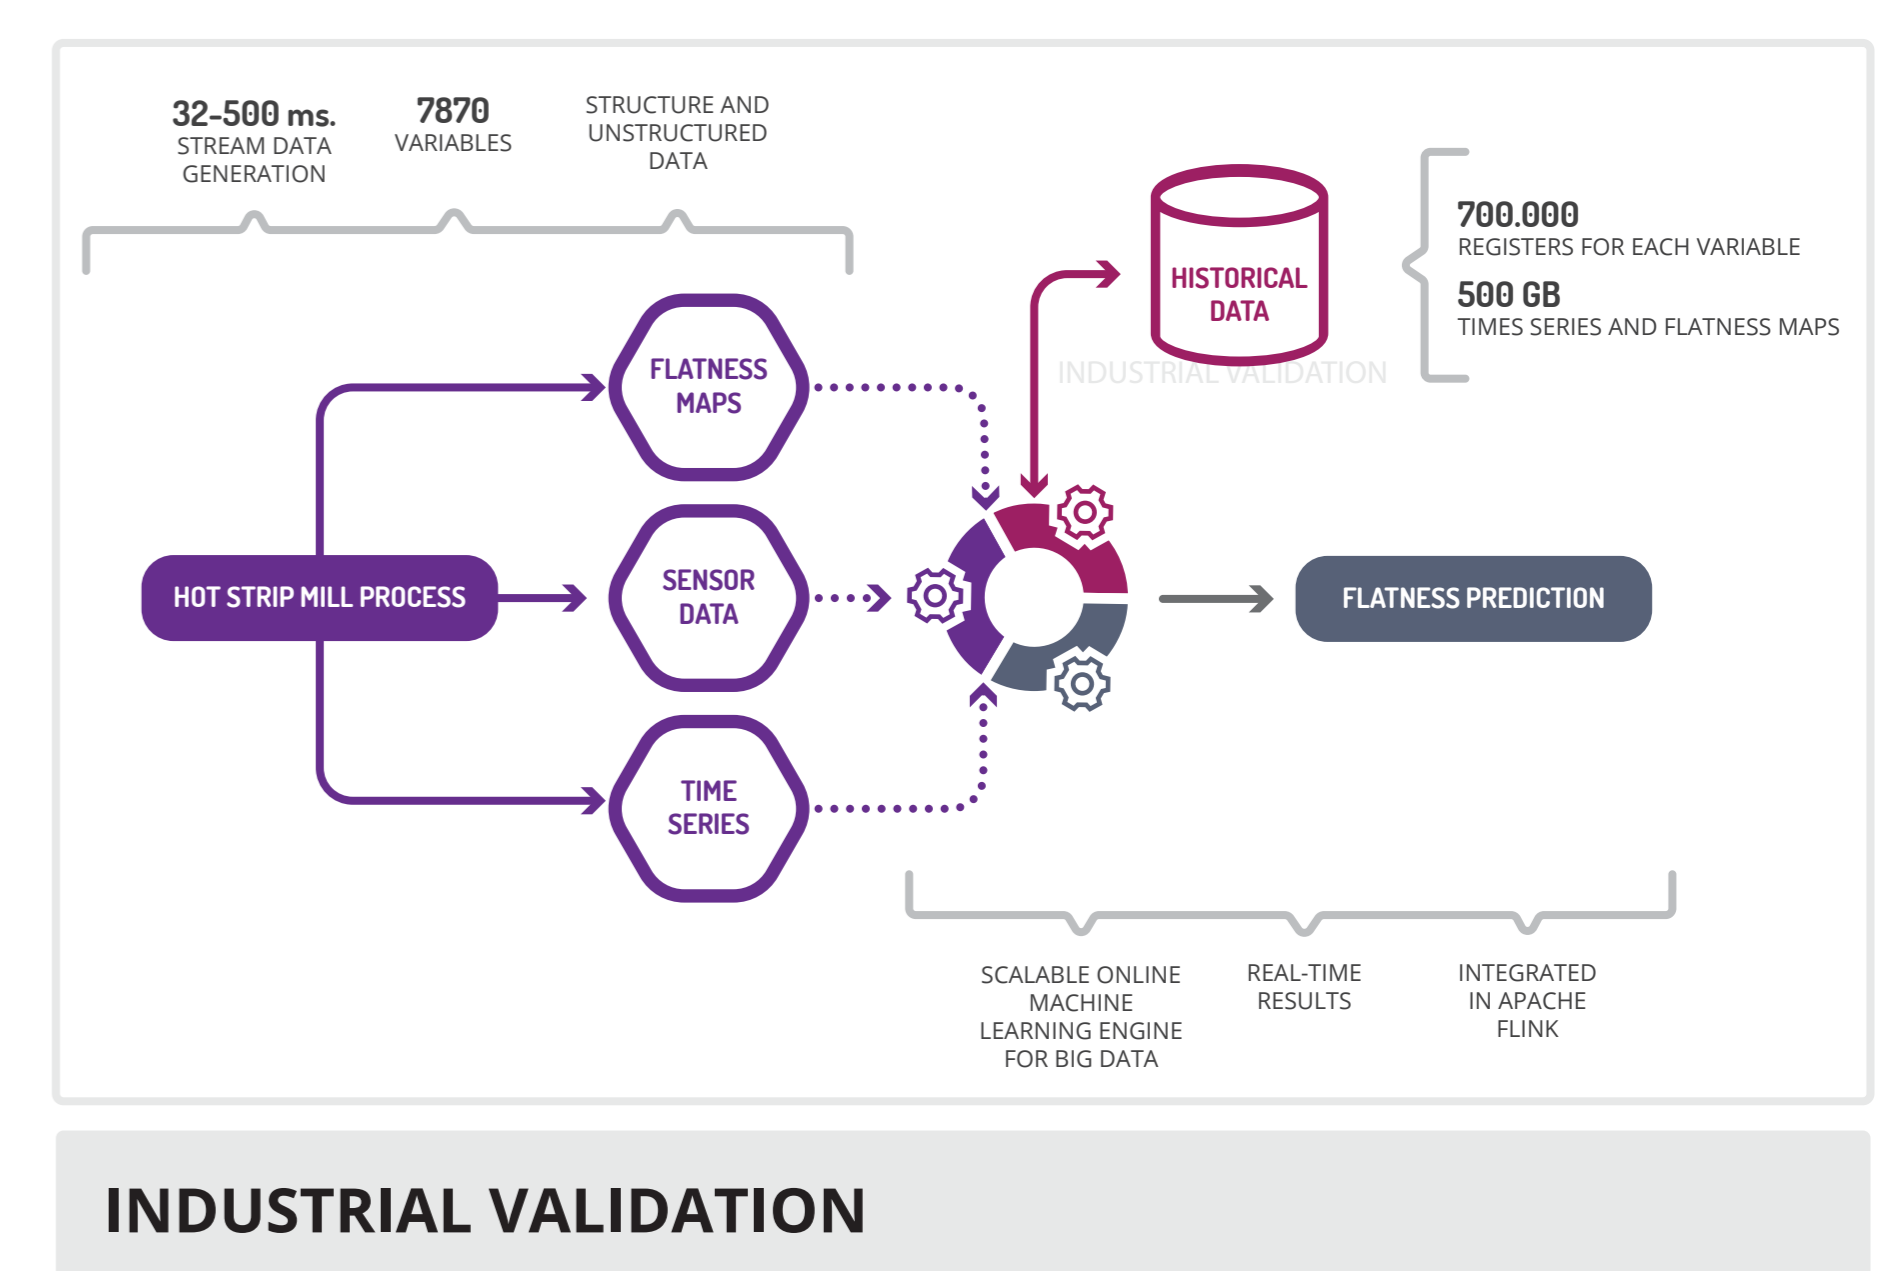 32-500 ms.
STREAM DATA
GENERATION
7870
VARIABLES
STRUCTURE AND
UNSTRUCTURED
DATA
HISTORICAL
DATA
700.000
REGISTERS FOR EACH VARIABLE
500 GB
TIMES SERIES AND FLATNESS MAPS
INDUSTRIAL VALIDATION
FLATNESS
MAPS
HOT STRIP MILL PROCESS
SENSOR
DATA
FLATNESS PREDICTION
TIME
SERIES
SCALABLE ONLINE
MACHINE
LEARNING ENGINE
FOR BIG DATA
REAL-TIME
RESULTS
INTEGRATED
IN APACHE
FLINK
INDUSTRIAL VALIDATION